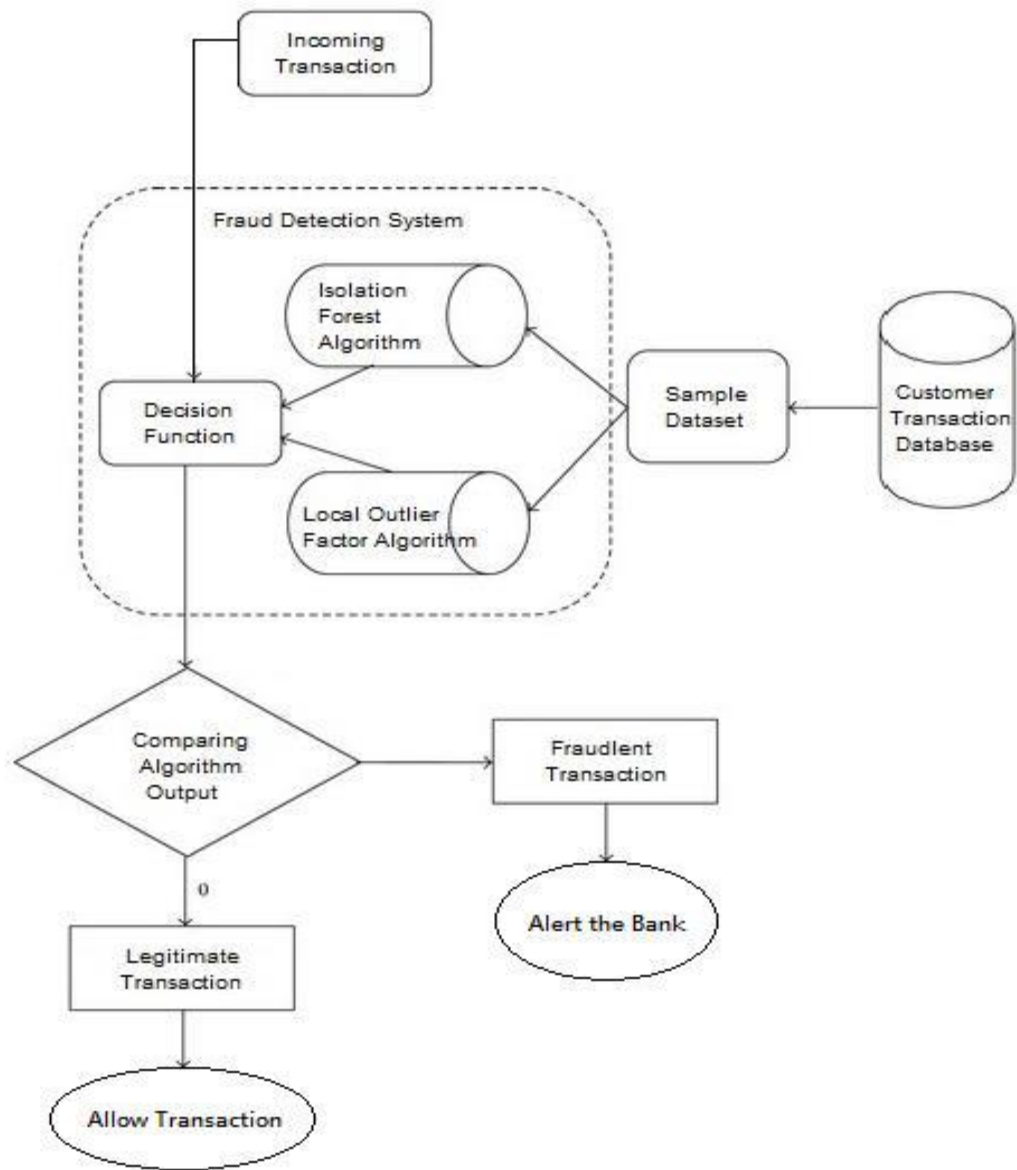 Incoming
Transaction
Fraud Detection System
Isolation
Forest
Algorithm
Decision
Function
Sample
Dataset
Customer
Transaction
Database
Local Outlier
Factor Algorithm
Comparing
Algorithm
Output
Fraudlent
Transaction
0
Alert the Bank
Legitimate
Transaction
Allow Transaction